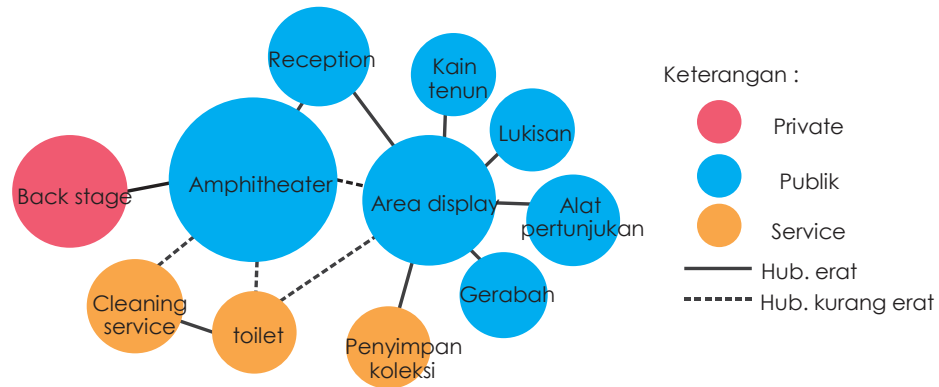 Reception
Kain
tenun
Lukisan
Back stage
Amphitheater
Area display
Alat
pertunjukan
Gerabah
Cleaning
service
toilet
Penyimpan
koleksi
Keterangan :
Private
Publik
Service
Hub. erat
Hub. kurang erat